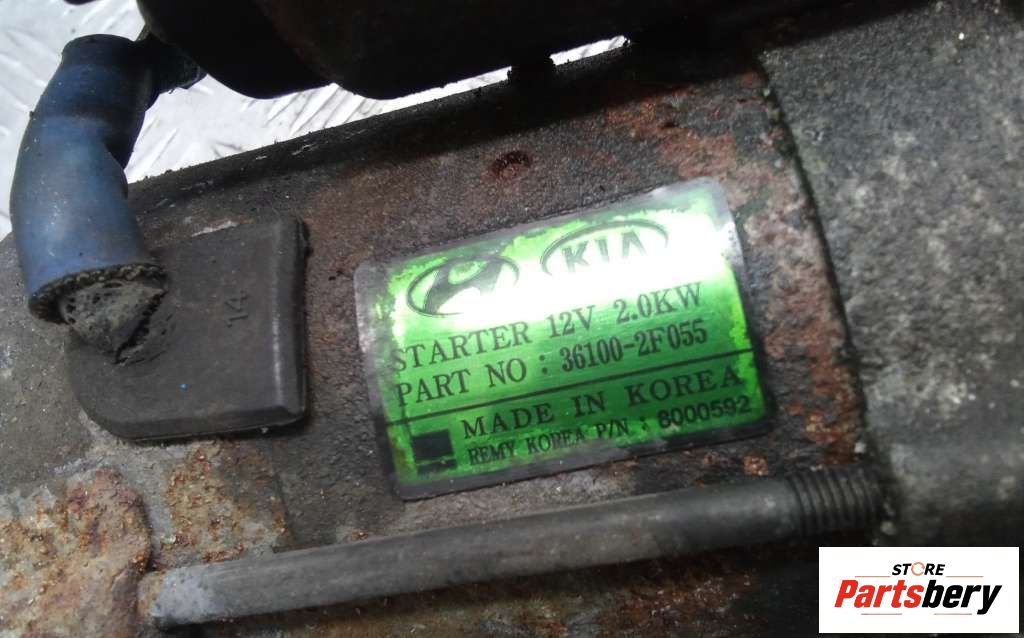 KIA
STARTER 12V 2.0KW
PART NO : 36100-2F055
MADE IN KOREA
REMY KOREA P/N : 8000592
14
STORE
Partsbery